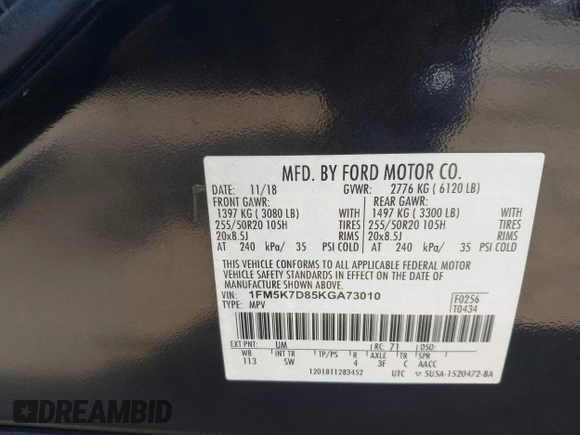 MFD. BY FORD MOTOR CO.
DATE: 11/18 GVWR: 2776 KG ( 6120 LB)
FRONT GAWR: REAR GAWR:
1397 KG ( 3080 LB) WITH 1497 KG ( 3300 LB) WITH
255/50R20 105H TIRES 255/50R20 105H TIRES
20x8.5J RIMS 20x8.5J RIMS
AT 240 kPa/ 35 PSI COLD AT 240 kPa/ 35 PSI COLD
THIS VEHICLE CONFORMS TO ALL APPLICABLE FEDERAL MOTOR
VEHICLE SAFETY STANDARDS IN EFFECT ON THE DATE OF
MANUFACTURE SHOWN ABOVE.
VIN: 1FM5K7D85KGA73010 F0256
TYPE: MPV T0434
EXT PNT: UM RC: 71 DSO:
WB INT TR TP/PS R AXLE TR SPR
113 SW 4 3F C AACC
1201811283452 UTC 5U5A-1520472-BA
DREAMBID